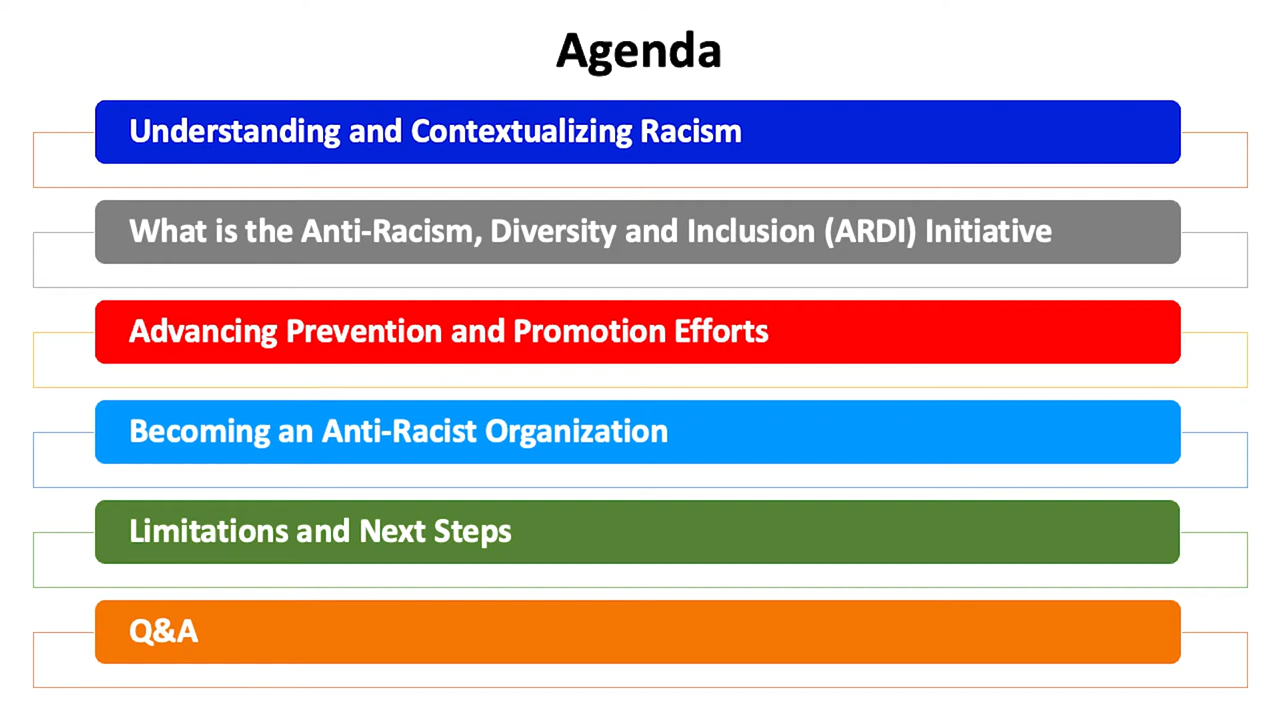 Agenda
Understanding and Contextualizing Racism
What is the Anti-Racism, Diversity and Inclusion (ARDI) Initiative
Advancing Prevention and Promotion Efforts
Becoming an Anti-Racist Organization
Limitations and Next Steps
Q&A